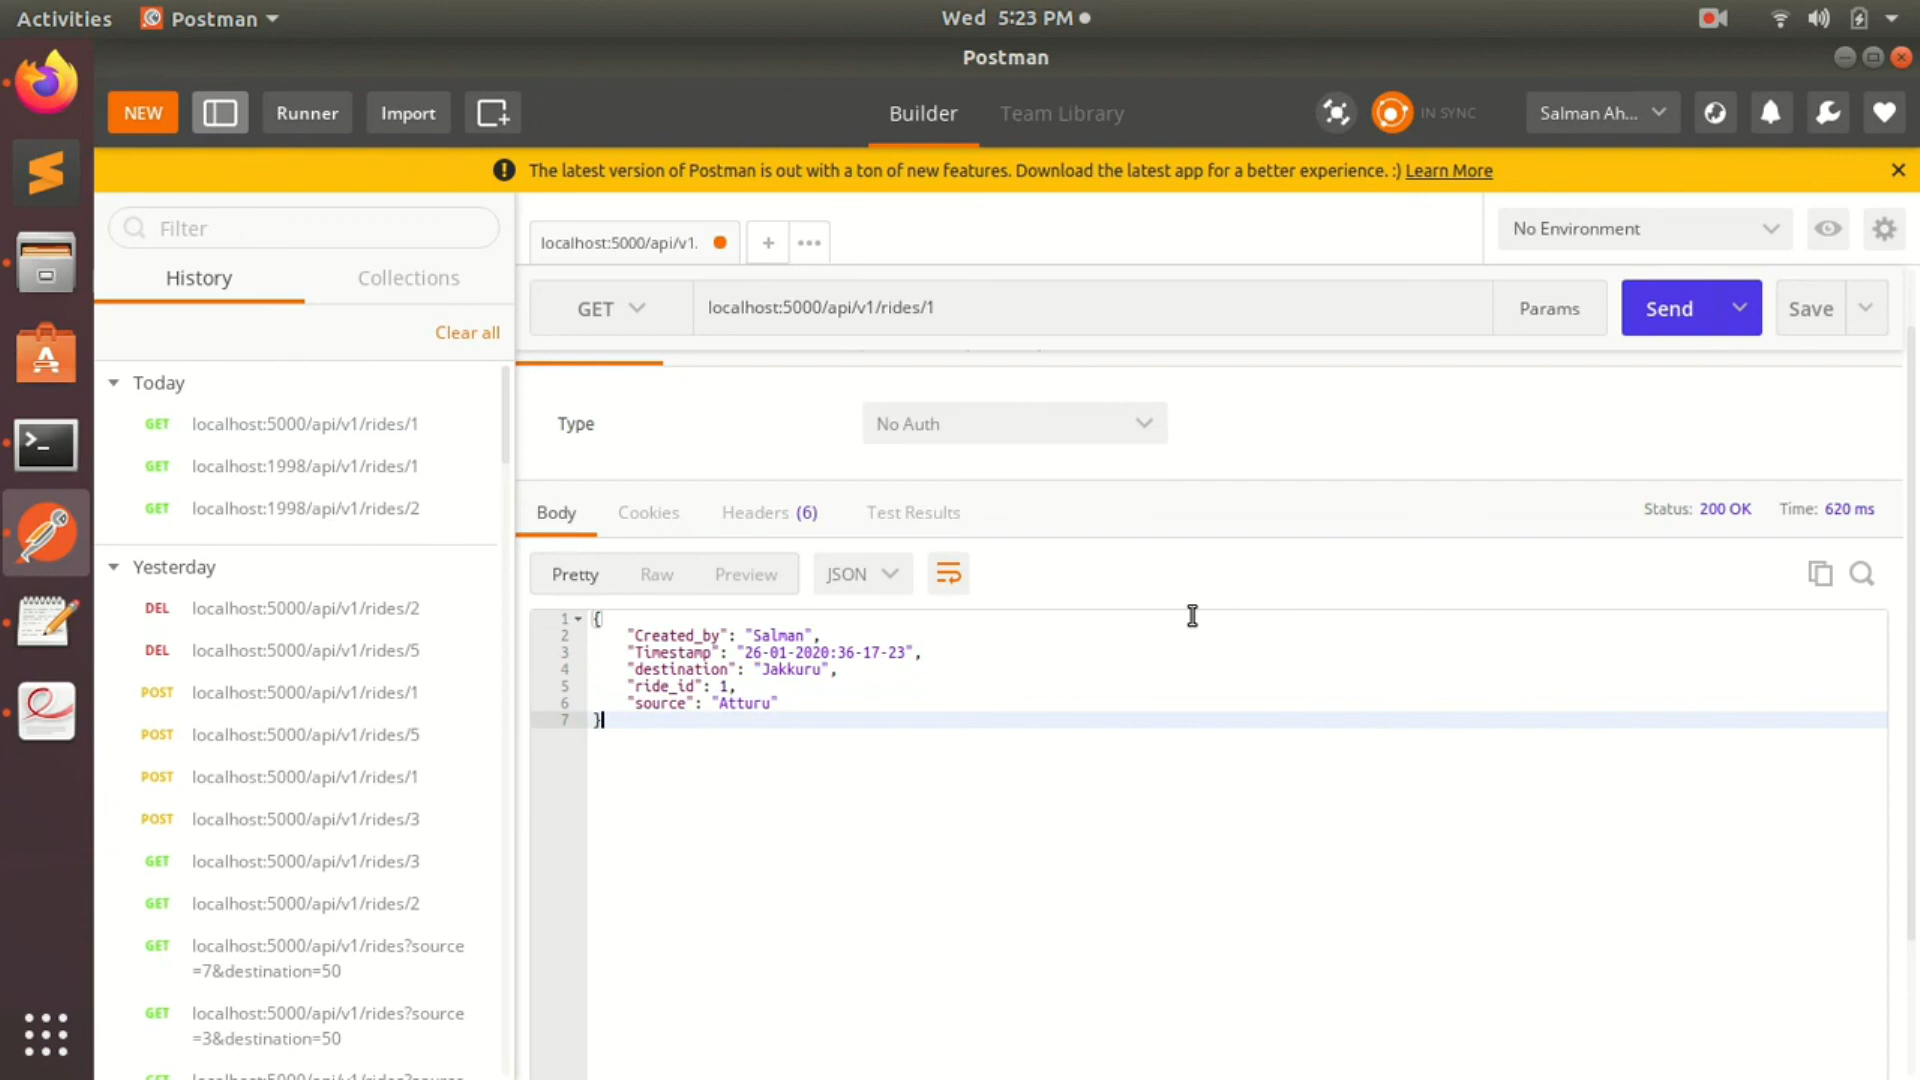 Activities
Postman
Wed 5:23 PM
Postman
NEW
Runner
Import
Builder
Team Library
IN SYNC
Salman Ah...
The latest version of Postman is out with a ton of new features. Download the latest app for a better experience. :) Learn More
Filter
History
Collections
Clear all
Today
GET localhost:5000/api/v1/rides/1
GET localhost:1998/api/v1/rides/1
GET localhost:1998/api/v1/rides/2
Yesterday
DEL localhost:5000/api/v1/rides/2
DEL localhost:5000/api/v1/rides/5
POST localhost:5000/api/v1/rides/1
POST localhost:5000/api/v1/rides/5
POST localhost:5000/api/v1/rides/1
POST localhost:5000/api/v1/rides/3
GET localhost:5000/api/v1/rides/3
GET localhost:5000/api/v1/rides/2
GET localhost:5000/api/v1/rides?source
=7&destination=50
GET localhost:5000/api/v1/rides?source
=3&destination=50
localhost:5000/api/v1.
No Environment
GET
localhost:5000/api/v1/rides/1
Params
Send
Save
Type
No Auth
Body
Cookies
Headers (6)
Test Results
Status: 200 OK
Time: 620 ms
Pretty
Raw
Preview
JSON
1 {
2 "Created_by": "Salman",
3 "Timestamp": "26-01-2020:36-17-23",
4 "destination": "Jakkuru",
5 "ride_id": 1,
6 "source": "Atturu"
7 }